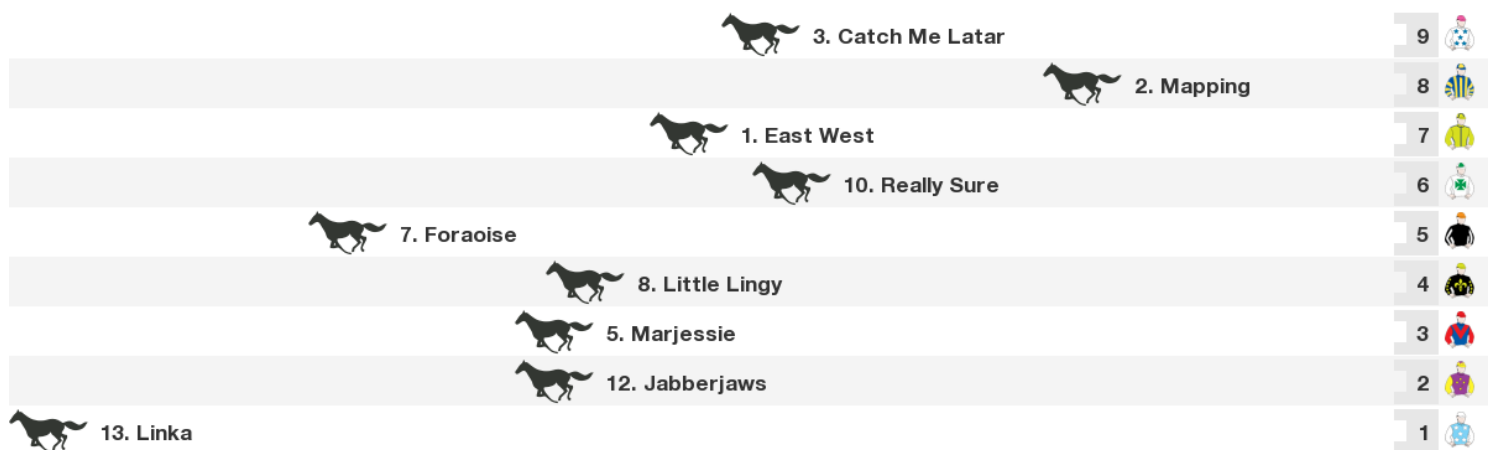 3. Catch Me Latar 9
2. Mapping 8
1. East West 7
10. Really Sure 6
7. Foraoise 5
8. Little Lingy 4
5. Marjessie 3
12. Jabberjaws 2
13. Linka 1